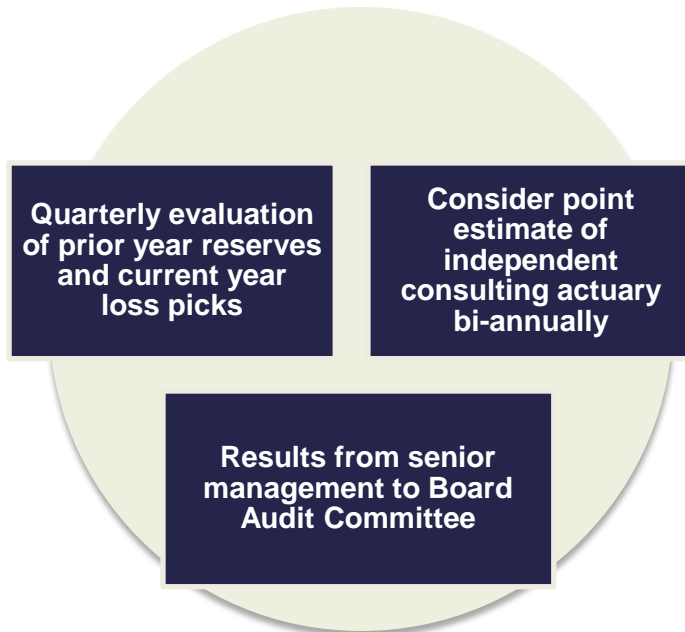 Quarterly evaluation
of prior year reserves
and current year
loss picks
Consider point
estimate of
independent
consulting actuary
bi-annually
Results from senior
management to Board
Audit Committee